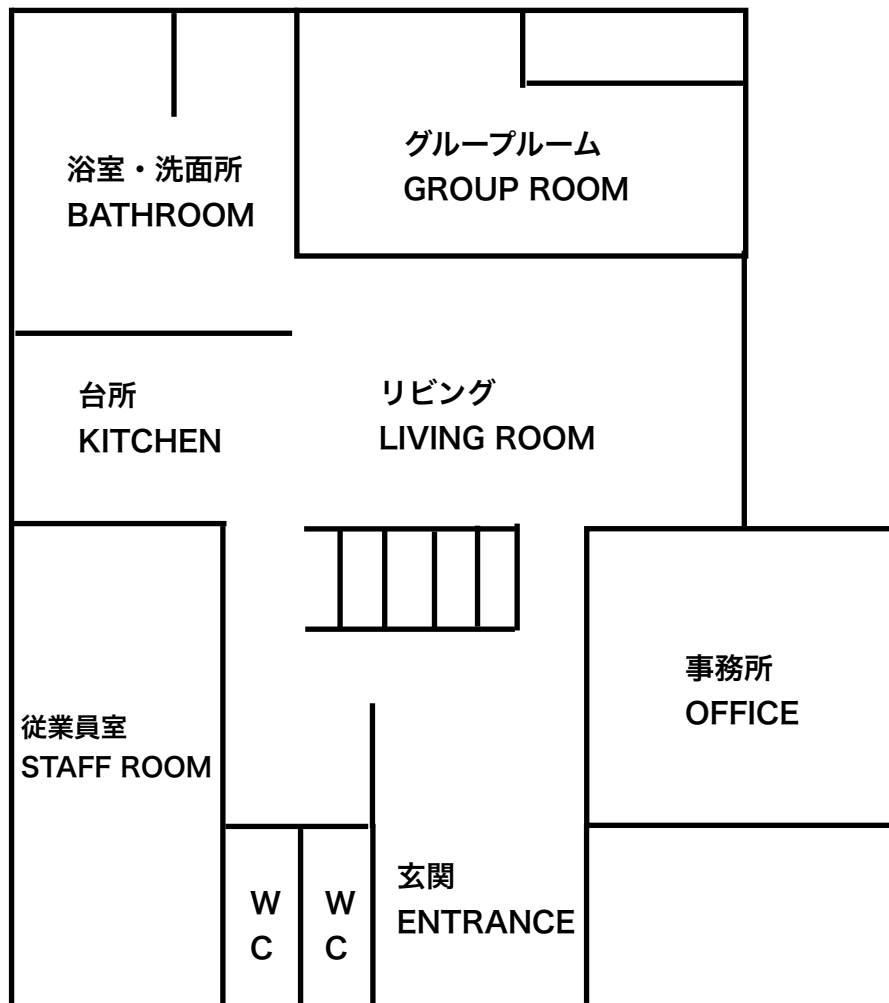 浴室・洗面所
BATHROOM
グループルーム
GROUP ROOM
台所
KITCHEN
リビング
LIVING ROOM
事務所
OFFICE
従業員室
STAFF ROOM
W
C
W
C
玄関
ENTRANCE